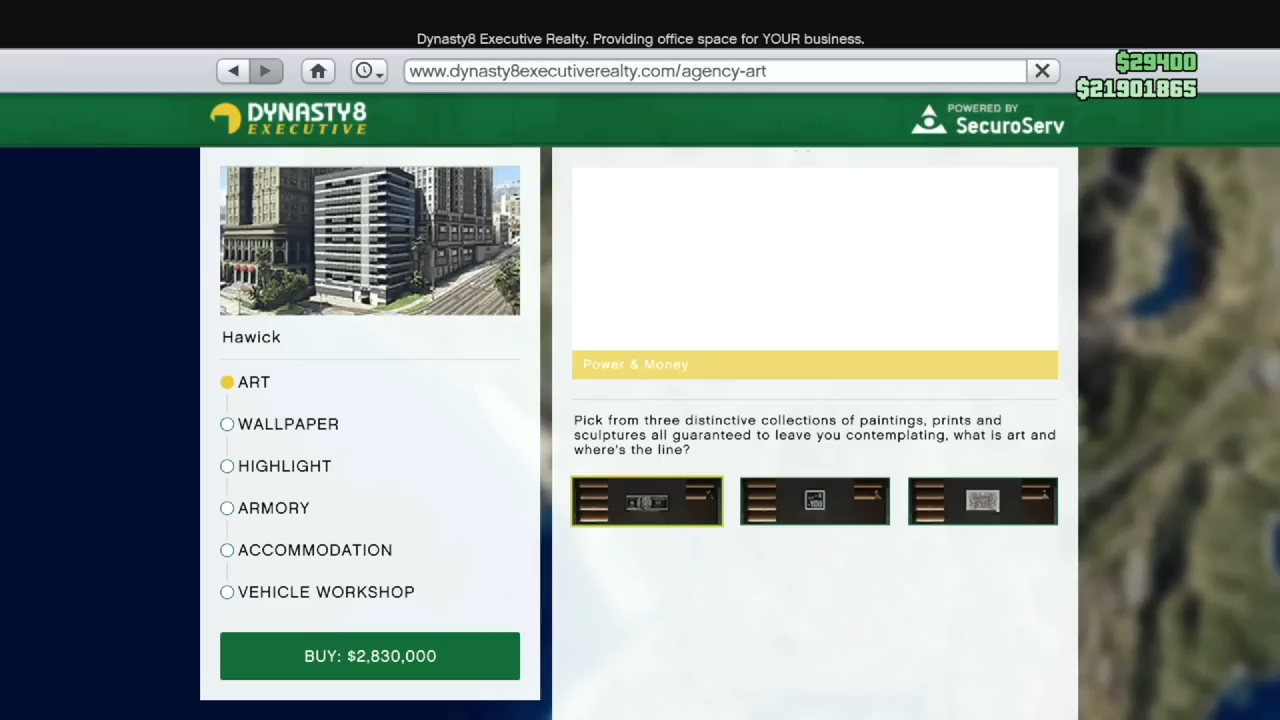 Dynasty8 Executive Realty. Providing office space for YOUR business.
www.dynasty8executiverealty.com/agency-art
$29400
$21901865
DYNASTY8
EXECUTIVE
POWERED BY
SecuroServ
Hawick
ART
WALLPAPER
HIGHLIGHT
ARMORY
ACCOMMODATION
VEHICLE WORKSHOP
BUY: $2,830,000
Power & Money
Pick from three distinctive collections of paintings, prints and
sculptures all guaranteed to leave you contemplating, what is art and
where's the line?
YOU